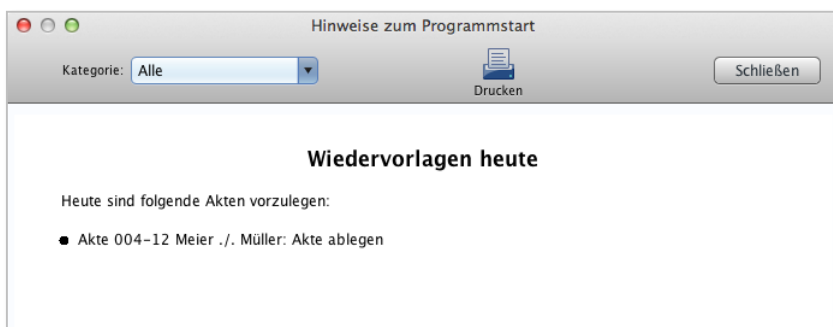 Hinweise zum Programmstart
Kategorie: Alle
Drucken
Schließen
Wiedervorlagen heute
Heute sind folgende Akten vorzulegen:
● Akte 004-12 Meier ./. Müller: Akte ablegen